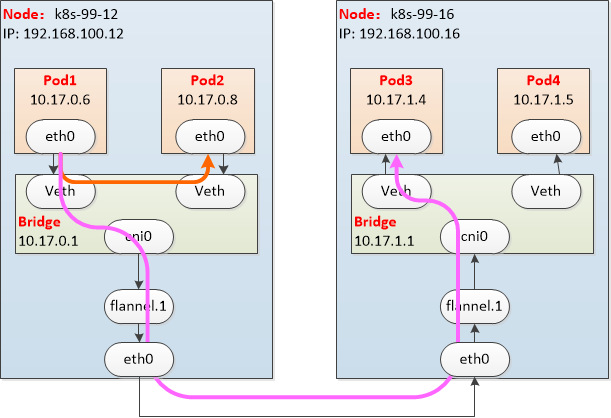 Node: k8s-99-12
IP: 192.168.100.12
Pod1
10.17.0.6
eth0
Pod2
10.17.0.8
eth0
Veth
Veth
Bridge
10.17.0.1
cni0
flannel.1
eth0
Node: k8s-99-16
IP: 192.168.100.16
Pod3
10.17.1.4
eth0
Pod4
10.17.1.5
eth0
Veth
Veth
Bridge
10.17.1.1
cni0
flannel.1
eth0